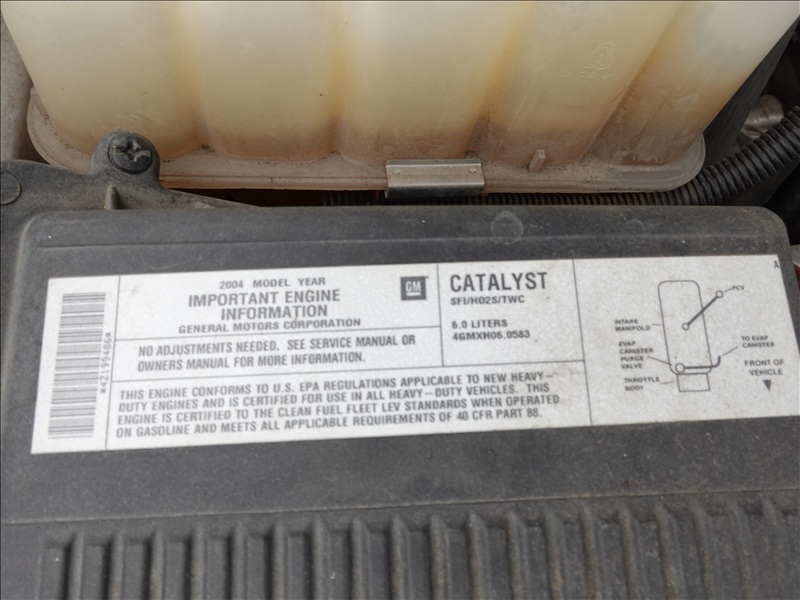 *42199486*
2004 MODEL YEAR
IMPORTANT ENGINE
INFORMATION
GENERAL MOTORS CORPORATION
GM
NO ADJUSTMENTS NEEDED. SEE SERVICE MANUAL OR
OWNERS MANUAL FOR MORE INFORMATION.
CATALYST
SFI/HO2S/TWC
6.0 LITERS
4GMXH06.0583
THIS ENGINE CONFORMS TO U.S. EPA REGULATIONS APPLICABLE TO NEW HEAVY-
DUTY ENGINES AND IS CERTIFIED FOR USE IN ALL HEAVY-DUTY VEHICLES. THIS
ENGINE IS CERTIFIED TO THE CLEAN FUEL FLEET LEV STANDARDS WHEN OPERATED
ON GASOLINE AND MEETS ALL APPLICABLE REQUIREMENTS OF 40 CFR PART 88.
A
PCV
INTAKE
MANIFOLD
EVAP
CANISTER
PURGE
VALVE
THROTTLE
BODY
TO EVAP
CANISTER
FRONT OF
VEHICLE